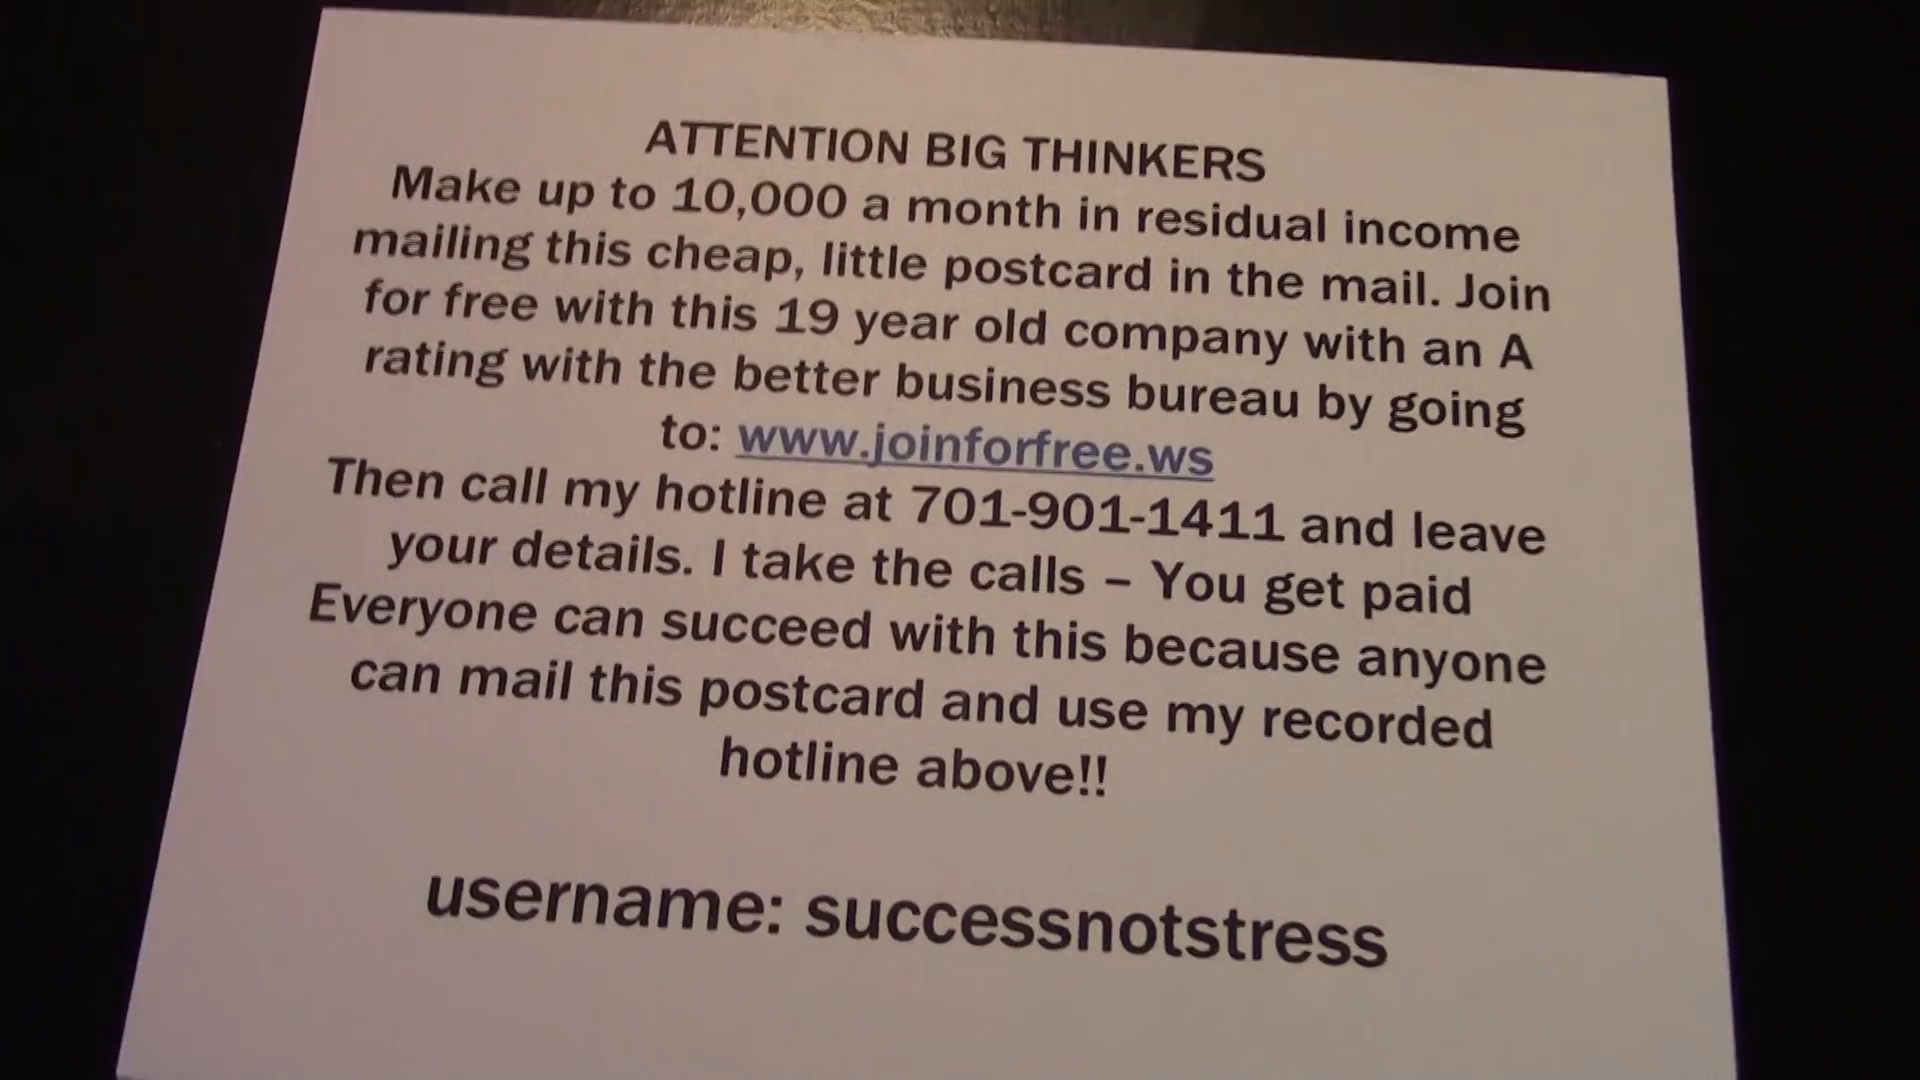 ATTENTION BIG THINKERS
Make up to 10,000 a month in residual income
mailing this cheap, little postcard in the mail. Join
for free with this 19 year old company with an A
rating with the better business bureau by going
to: www.joinforfree.ws
Then call my hotline at 701-901-1411 and leave
your details. I take the calls – You get paid
Everyone can succeed with this because anyone
can mail this postcard and use my recorded
hotline above!!
username: successnotstress